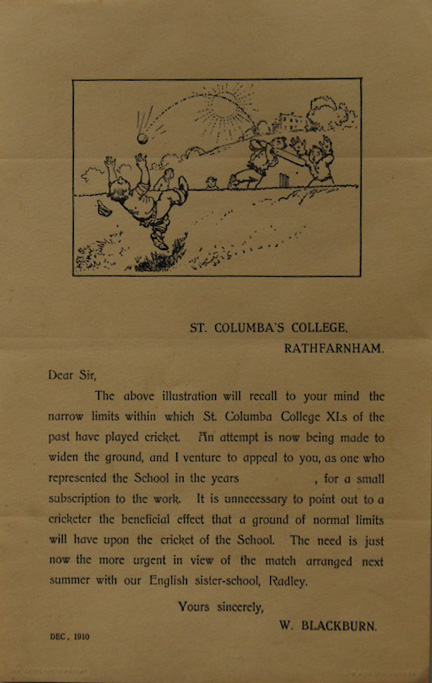 ST. COLUMBA'S COLLEGE,
RATHFARNHAM.
Dear Sir,
The above illustration will recall to your mind the
narrow limits within which St. Columba College XI.s of the
past have played cricket. An attempt is now being made to
widen the ground, and I venture to appeal to you, as one who
represented the School in the years , for a small
subscription to the work. It is unnecessary to point out to a
cricketer the beneficial effect that a ground of normal limits
will have upon the cricket of the School. The need is just
now the more urgent in view of the match arranged next
summer with our English sister-school, Radley.
Yours sincerely,
W. BLACKBURN.
DEC., 1910